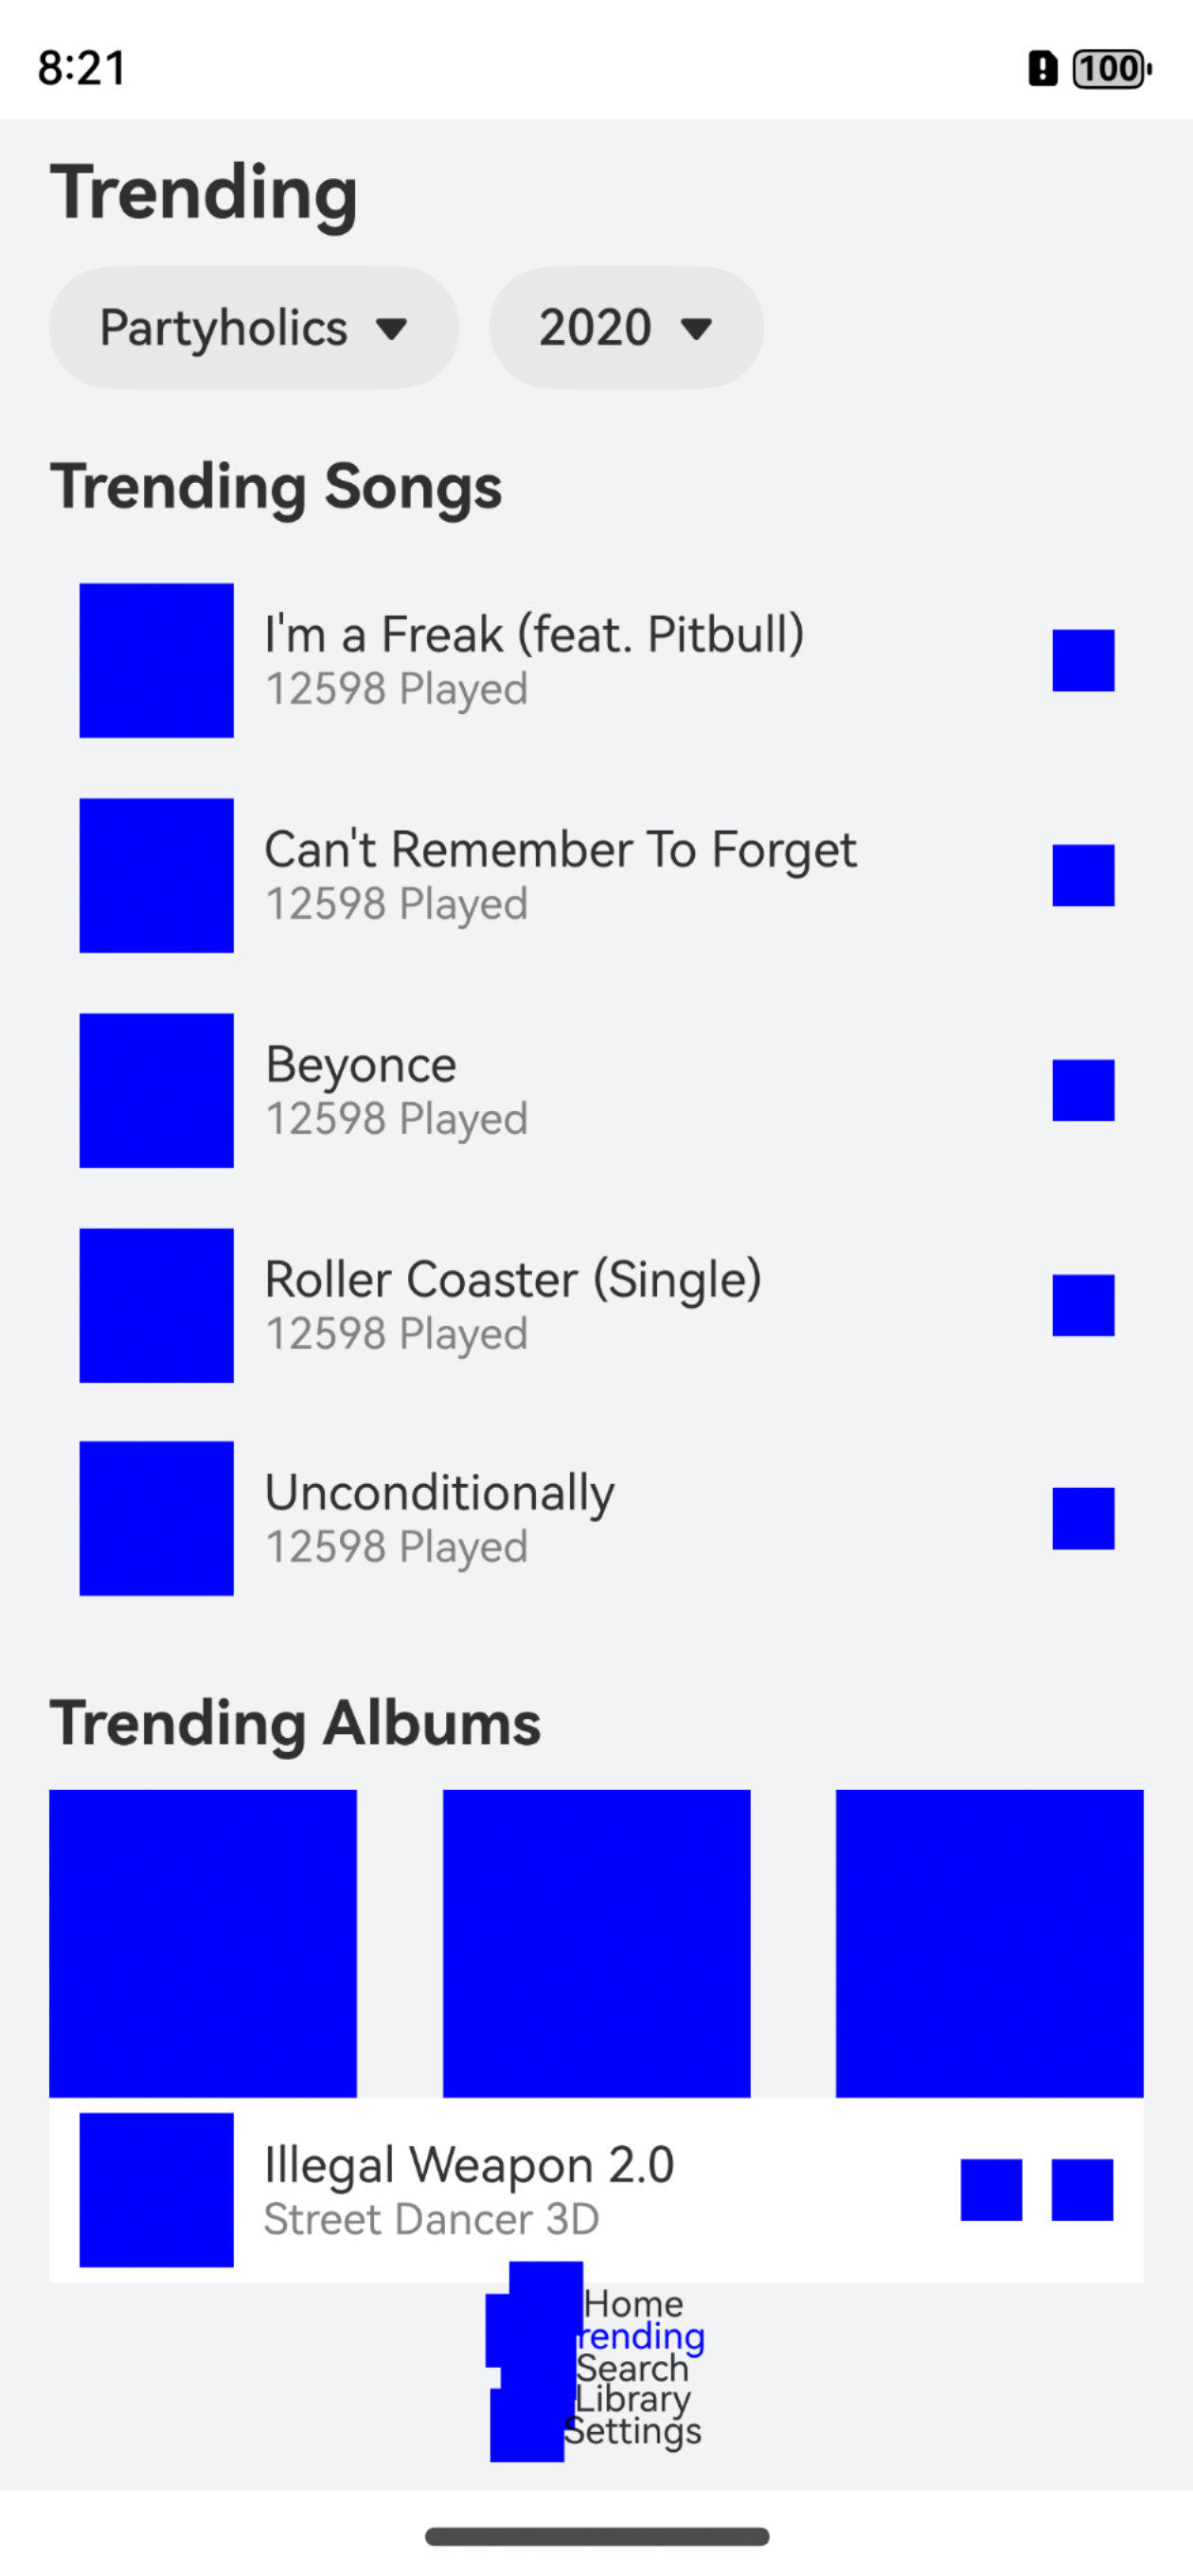 8:21
100
Trending
Partyholics
2020
Trending Songs
I'm a Freak (feat. Pitbull)
12598 Played
Can't Remember To Forget
12598 Played
Beyonce
12598 Played
Roller Coaster (Single)
12598 Played
Unconditionally
12598 Played
Trending Albums
Illegal Weapon 2.0
Street Dancer 3D
Home
rending
Search
Library
Settings